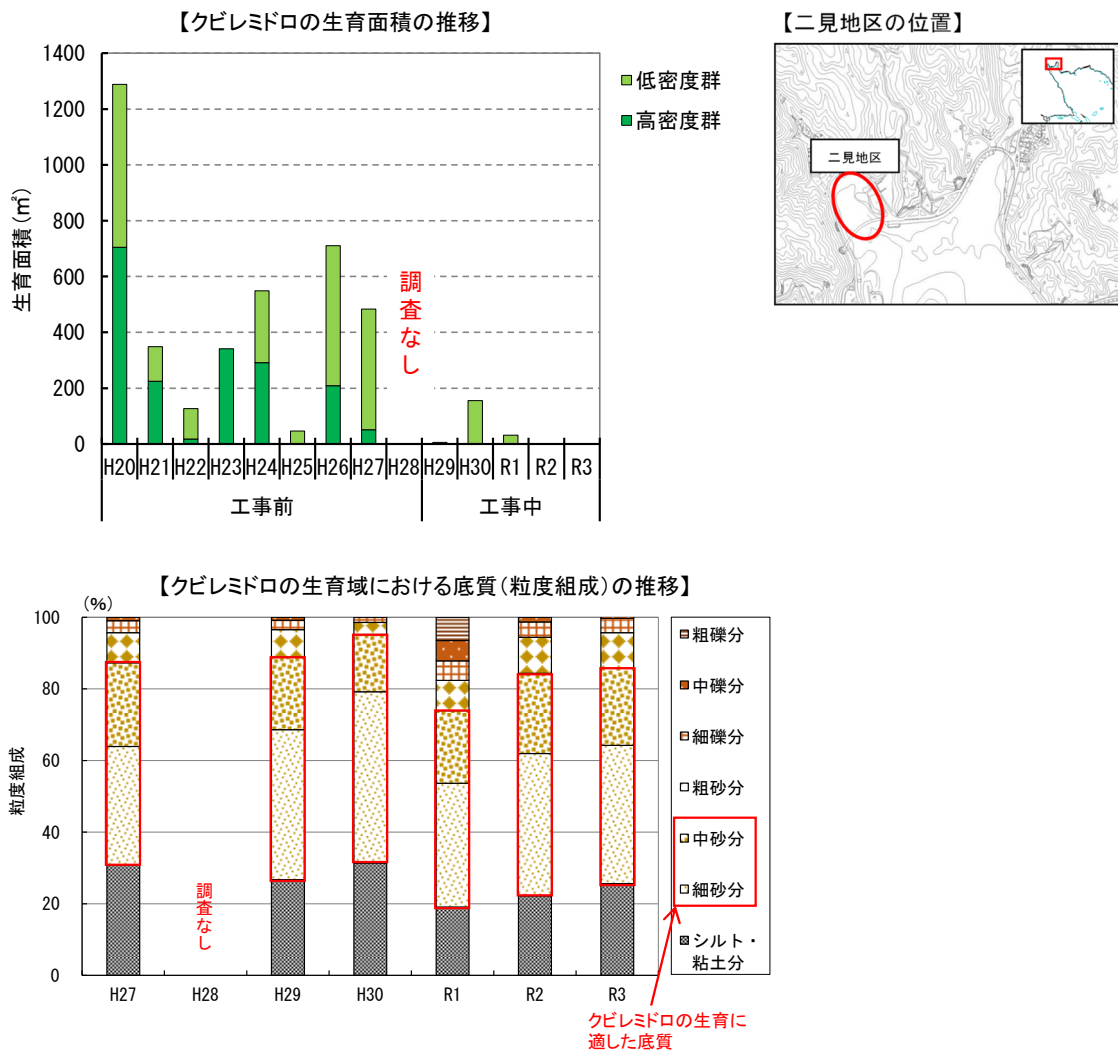 【クビレミドロの生育面積の推移】
生育面積(㎡)
1400
1200
1000
800
600
400
200
0
低密度群
高密度群
調査なし
H20 H21 H22 H23 H24 H25 H26 H27 H28 H29 H30 R1 R2 R3
工事前 工事中
【二見地区の位置】
二見地区
【クビレミドロの生育域における底質(粒度組成)の推移】
(%)
粒度組成
100
80
60
40
20
0
調査なし
H27 H28 H29 H30 R1 R2 R3
粗礫分
中礫分
細礫分
粗砂分
中砂分
細砂分
シルト・
粘土分
クビレミドロの生育に
適した底質